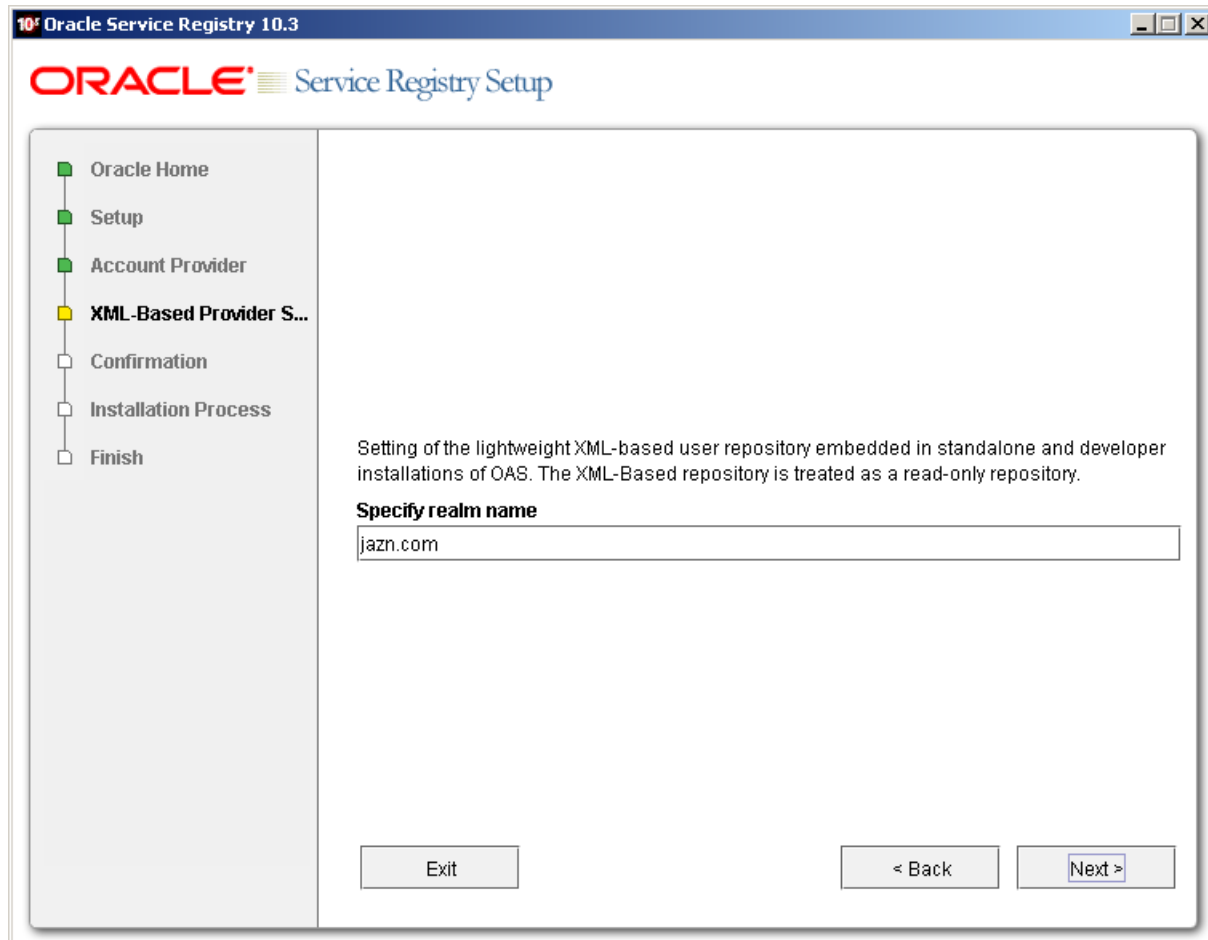 Oracle Service Registry 10.3
ORACLE Service Registry Setup
Oracle Home
Setup
Account Provider
XML-Based Provider S...
Confirmation
Installation Process
Finish
Setting of the lightweight XML-based user repository embedded in standalone and developer
installations of OAS. The XML-Based repository is treated as a read-only repository.
Specify realm name
jazn.com
Exit
< Back
Next >